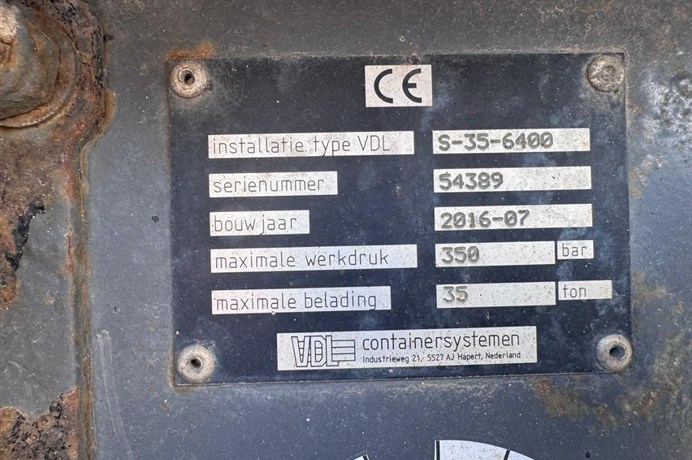 CE
installatie type VDL S-35-6400
serienummer 54389
bouwjaar 2016-07
maximale werkdruk 350 bar
maximale belading 35 ton
VDL containersystemen
Industrieweg 21, 5527 AJ Hapert, Nederland